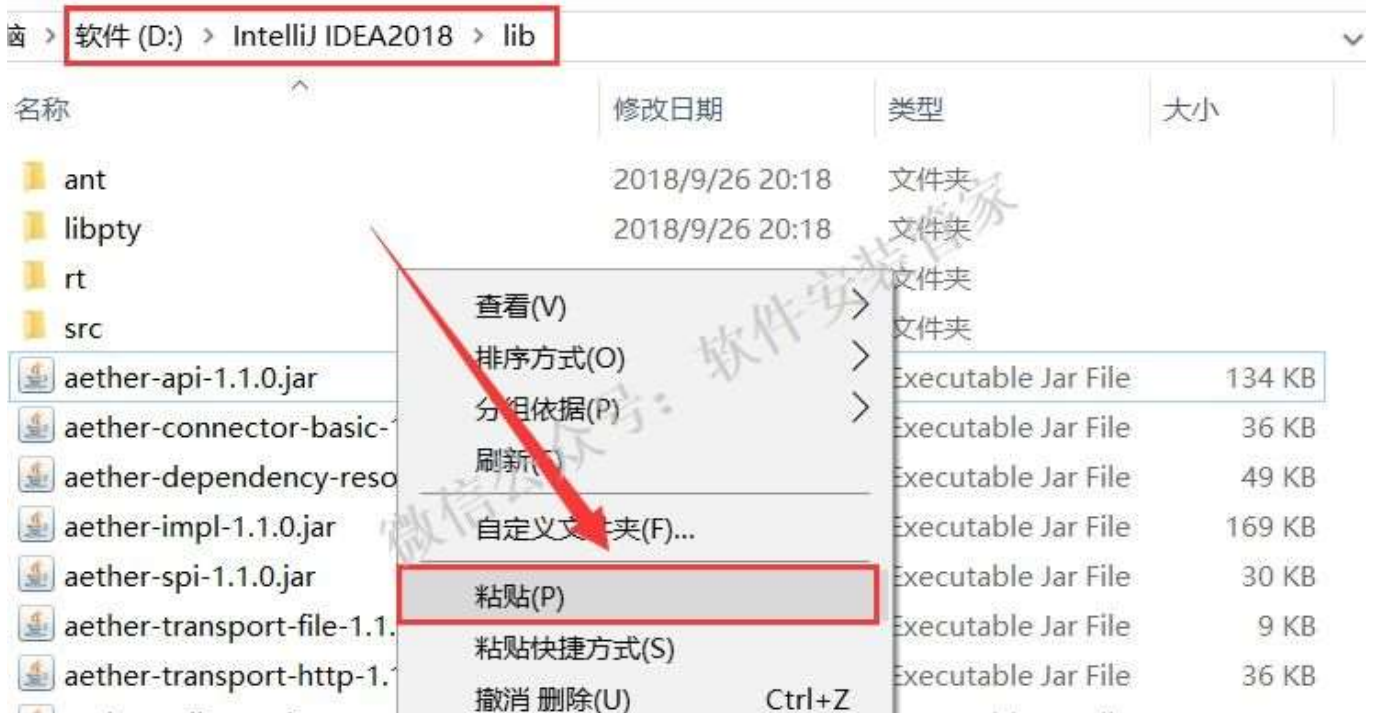 脑 > 软件 (D:) > IntelliJ IDEA2018 > lib
名称 修改日期 类型 大小
ant 2018/9/26 20:18 文件夹
libpty 2018/9/26 20:18 文件夹
rt 文件夹
src 文件夹
aether-api-1.1.0.jar Executable Jar File 134 KB
aether-connector-basic- Executable Jar File 36 KB
aether-dependency-reso Executable Jar File 49 KB
aether-impl-1.1.0.jar Executable Jar File 169 KB
aether-spi-1.1.0.jar Executable Jar File 30 KB
aether-transport-file-1.1. Executable Jar File 9 KB
aether-transport-http-1. Executable Jar File 36 KB
查看(V)
排序方式(O)
分组依据(P)
刷新
自定义文件夹(F)...
粘贴(P)
粘贴快捷方式(S)
撤消 删除(U) Ctrl+Z
微信公众号：软件安装管家